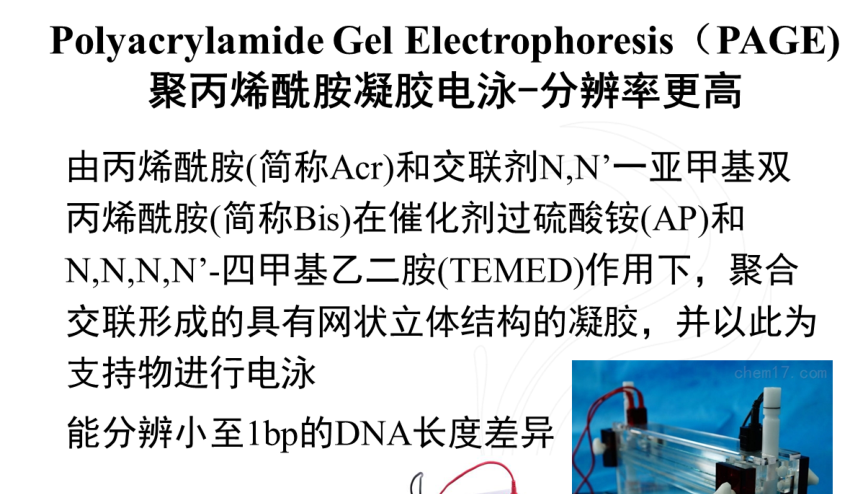 Polyacrylamide Gel Electrophoresis（PAGE)
聚丙烯酰胺凝胶电泳-分辨率更高
由丙烯酰胺(简称Acr)和交联剂N,N’一亚甲基双
丙烯酰胺(简称Bis)在催化剂过硫酸铵(AP)和
N,N,N,N’-四甲基乙二胺(TEMED)作用下，聚合
交联形成的具有网状立体结构的凝胶，并以此为
支持物进行电泳
chem17.com
能分辨小至1bp的DNA长度差异